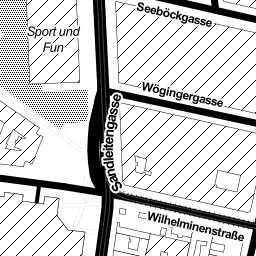 Seeböckgasse
Sport und
Fun
Wögingergasse
Sandleitengasse
Wilhelminenstraße